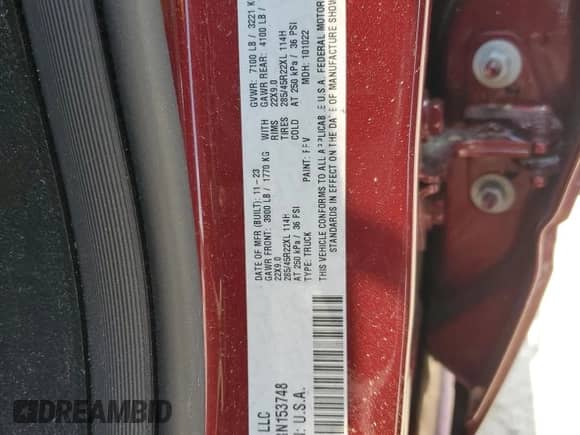 LLC
N153748
: U.S.A.
DATE OF MFR (BUILT): 11-23
GVWR: 7100 LB / 3221 K
GAWR FRONT: 3900 LB / 1770 KG
GAWR REAR: 4100 LB /
22X9.0
WITH
RIMS
22X9.0
285/45R22XL 114H
TIRES
285/45R22XL 114H
AT 250 kPa / 36 PSI
COLD
AT 250 kPa / 36 PSI
TYPE: TRUCK
PAINT:
MDH: 101022
THIS VEHICLE CONFORMS TO ALL APPLICABLE U.S.A. FEDERAL MOTOR
STANDARDS IN EFFECT ON THE DATE OF MANUFACTURE SHOW
DREAMBID